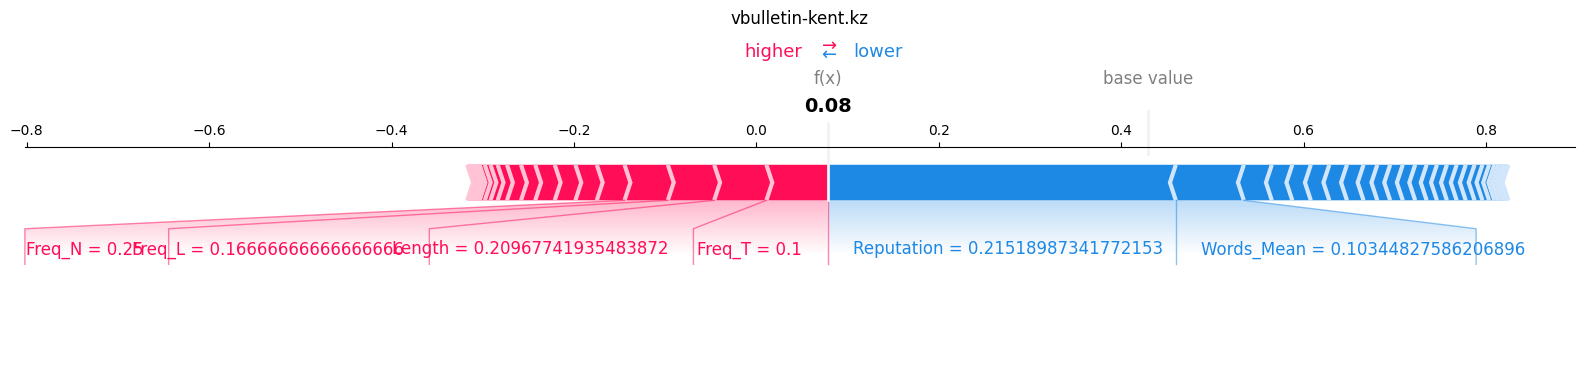 vbulletin-kent.kz
higher ⇄ lower
f(x) base value
0.08
−0.8 −0.6 −0.4 −0.2 0.0 0.2 0.4 0.6 0.8
Freq_N = 0.25 Freq_L = 0.16666666666666666 Length = 0.20967741935483872 Freq_T = 0.1 Reputation = 0.21518987341772153 Words_Mean = 0.10344827586206896